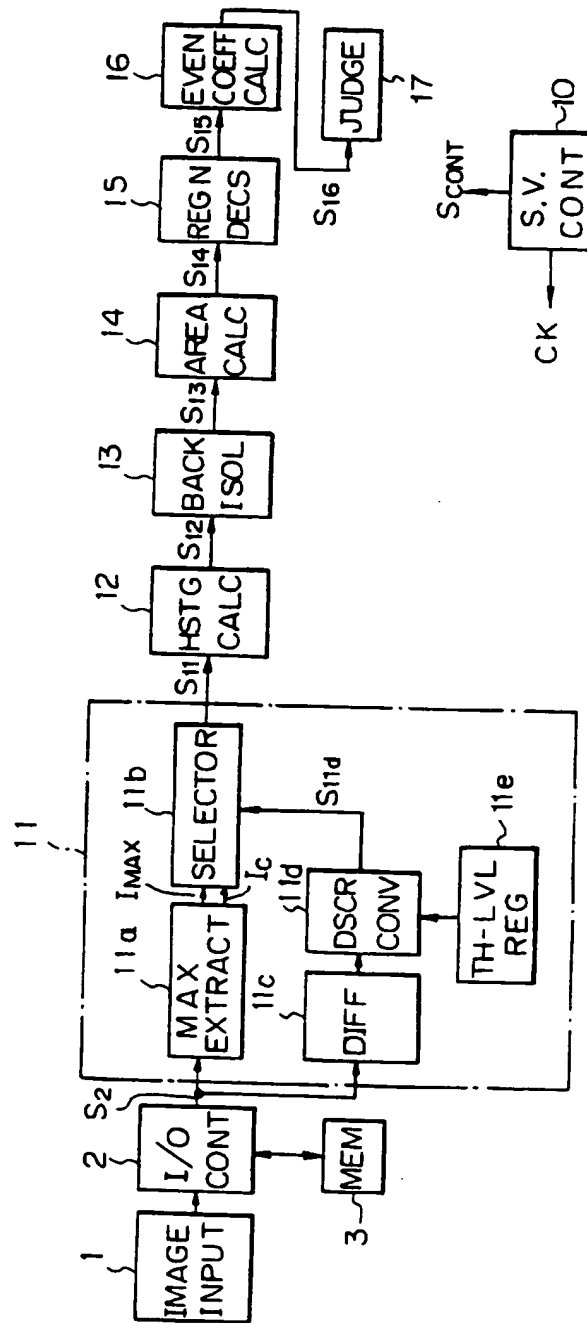 1
IMAGE
INPUT
2
I/O
CONT
S2
3
MEM
11
11a
MAX
EXTRACT
IMAX
IC
11b
SELECTOR
11c
DIFF
11d
DSCR
CONV
S11d
TH-LVL
REG
11e
S11
12
HSTG
CALC
S12
13
BACK
ISOL
S13
14
AREA
CALC
S14
15
REGN
DECS
S15
16
EVEN
COEFF
CALC
S16
JUDGE
17
SCONT
CK
S.V.
CONT
10